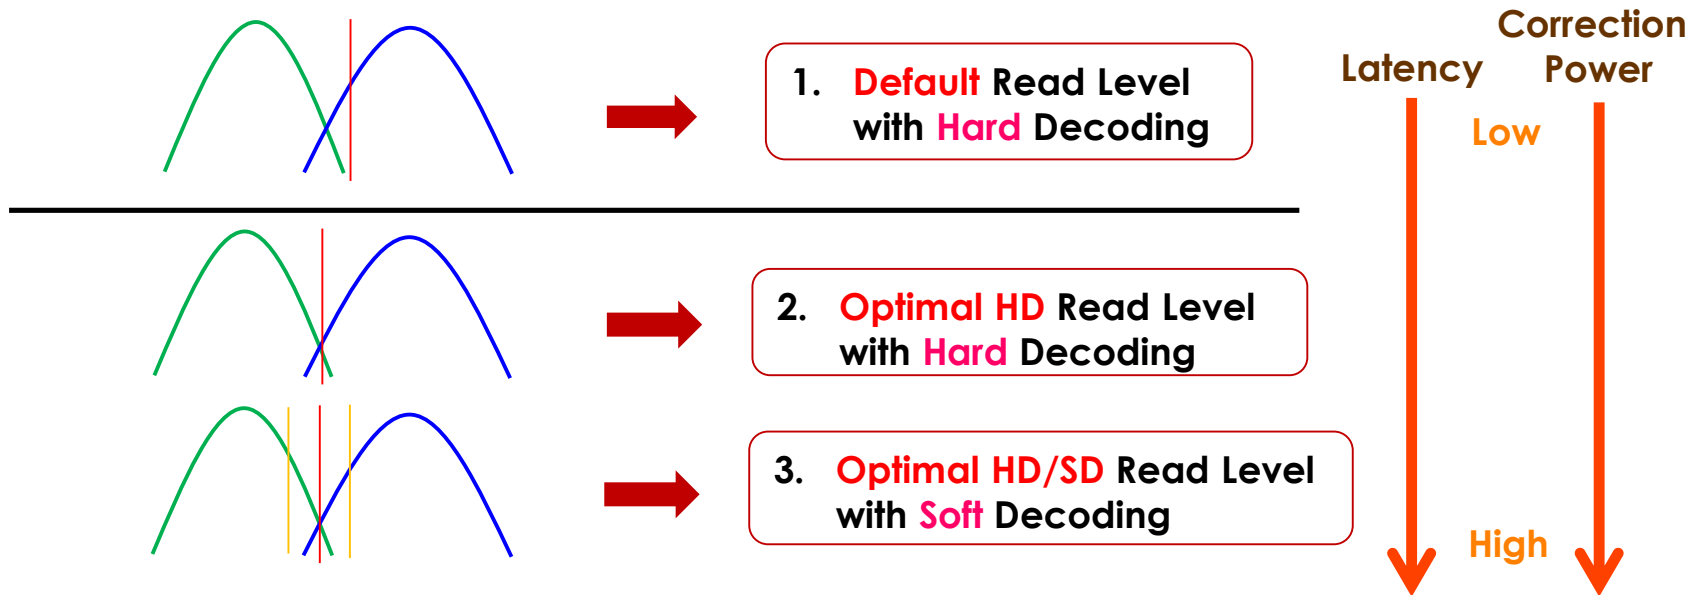 1. Default Read Level
with Hard Decoding
Latency
Correction
Power
Low
2. Optimal HD Read Level
with Hard Decoding
3. Optimal HD/SD Read Level
with Soft Decoding
High